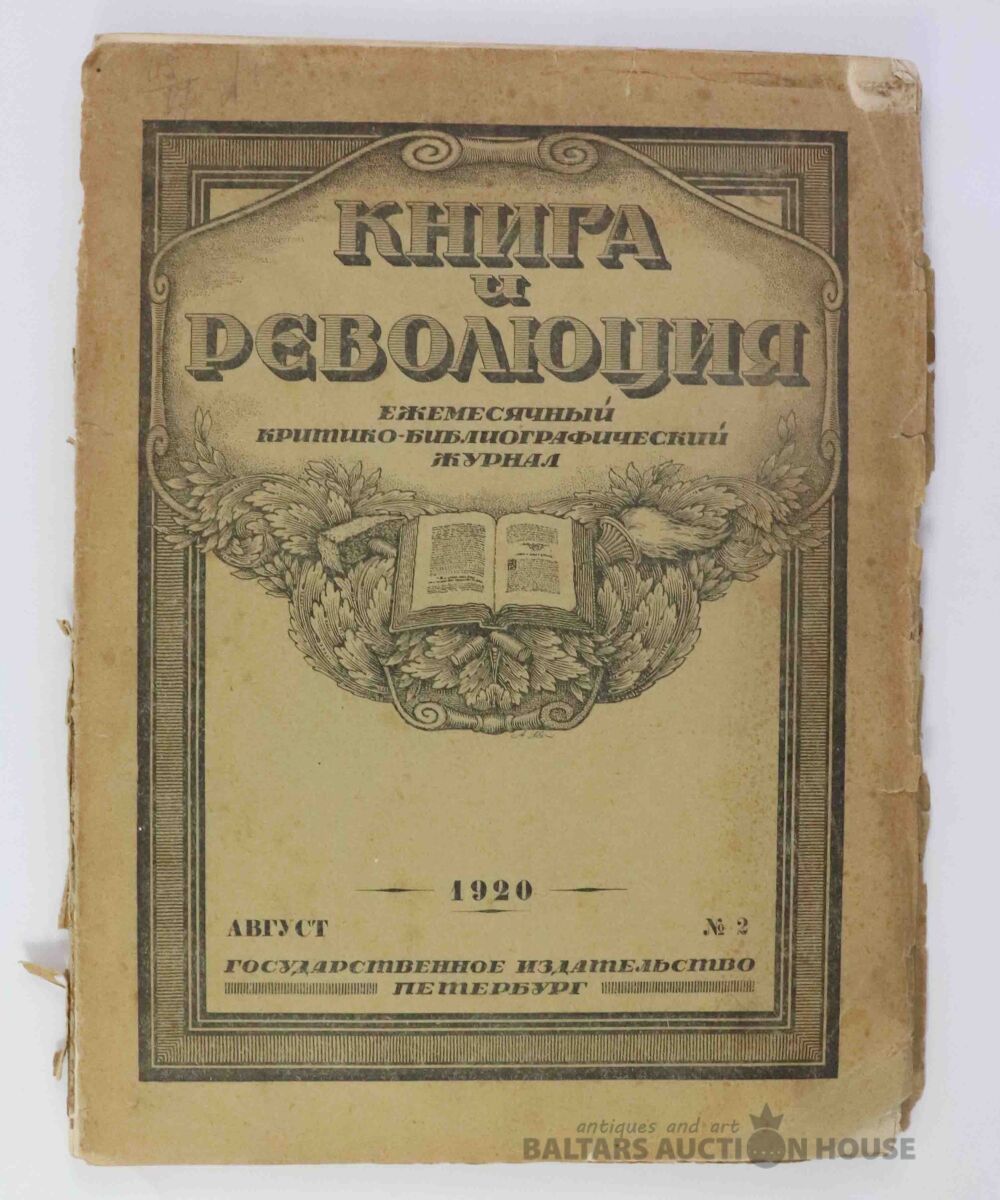 КНИГА
и
РЕВОЛЮЦИЯ
ЕЖЕМЕСЯЧНЫЙ
КРИТИКО-БИБЛИОГРАФИЧЕСКИЙ
ЖУРНАЛ
1920
АВГУСТ № 2
ГОСУДАРСТВЕННОЕ ИЗДАТЕЛЬСТВО
ПЕТЕРБУРГ
antiques and art
BALTARS AUCTION HOUSE